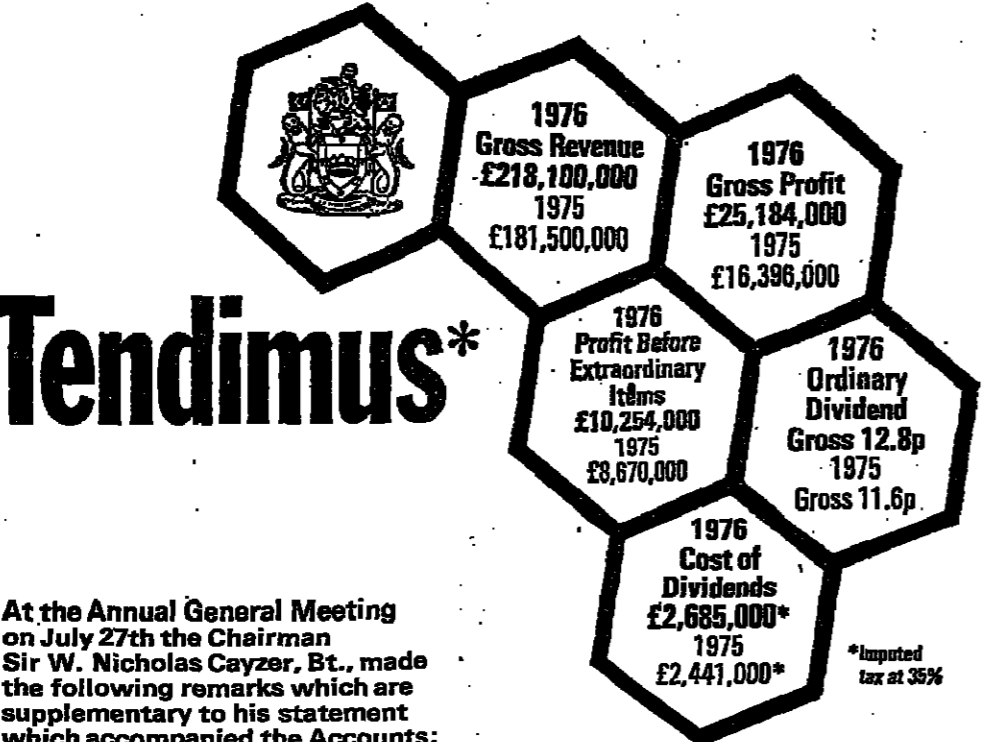 1976
Gross Revenue
£218,100,000
1975
£181,500,000
1976
Gross Profit
£25,184,000
1975
£16,396,000
Tendimus*
1976
Profit Before
Extraordinary
Items
£10,254,000
1975
£8,670,000
1976
Ordinary
Dividend
Gross 12.8p
1975
Gross 11.6p
1976
Cost of
Dividends
£2,685,000*
1975
£2,441,000*
*Imputed
tax at 35%
At the Annual General Meeting
on July 27th the Chairman
Sir W. Nicholas Cayzer, Bt., made
the following remarks which are
supplementary to his statement
which accompanied the Accounts: